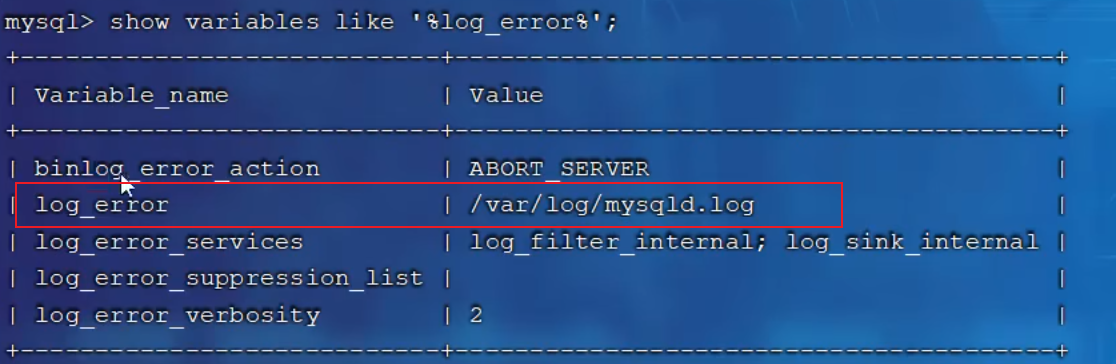 mysql> show variables like '%log_error%';
+----------------------------+----------------------------------------+
| Variable_name              | Value                                  |
+----------------------------+----------------------------------------+
| binlog_error_action        | ABORT_SERVER                           |
| log_error                  | /var/log/mysqld.log                    |
| log_error_services         | log_filter_internal; log_sink_internal |
| log_error_suppression_list |                                        |
| log_error_verbosity        | 2                                      |
+----------------------------+----------------------------------------+